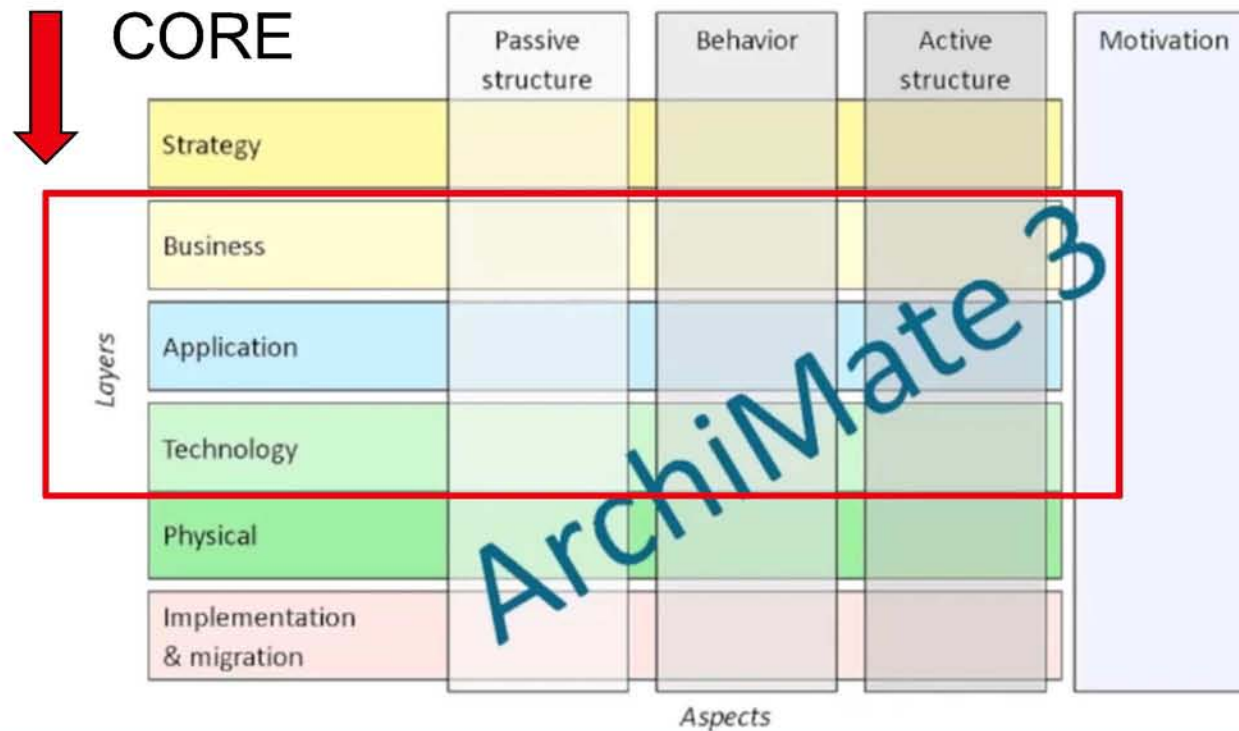 CORE
Passive
structure
Behavior
Active
structure
Motivation
Strategy
Business
Application
Technology
Physical
Implementation
& migration
Layers
ArchiMate 3
Aspects